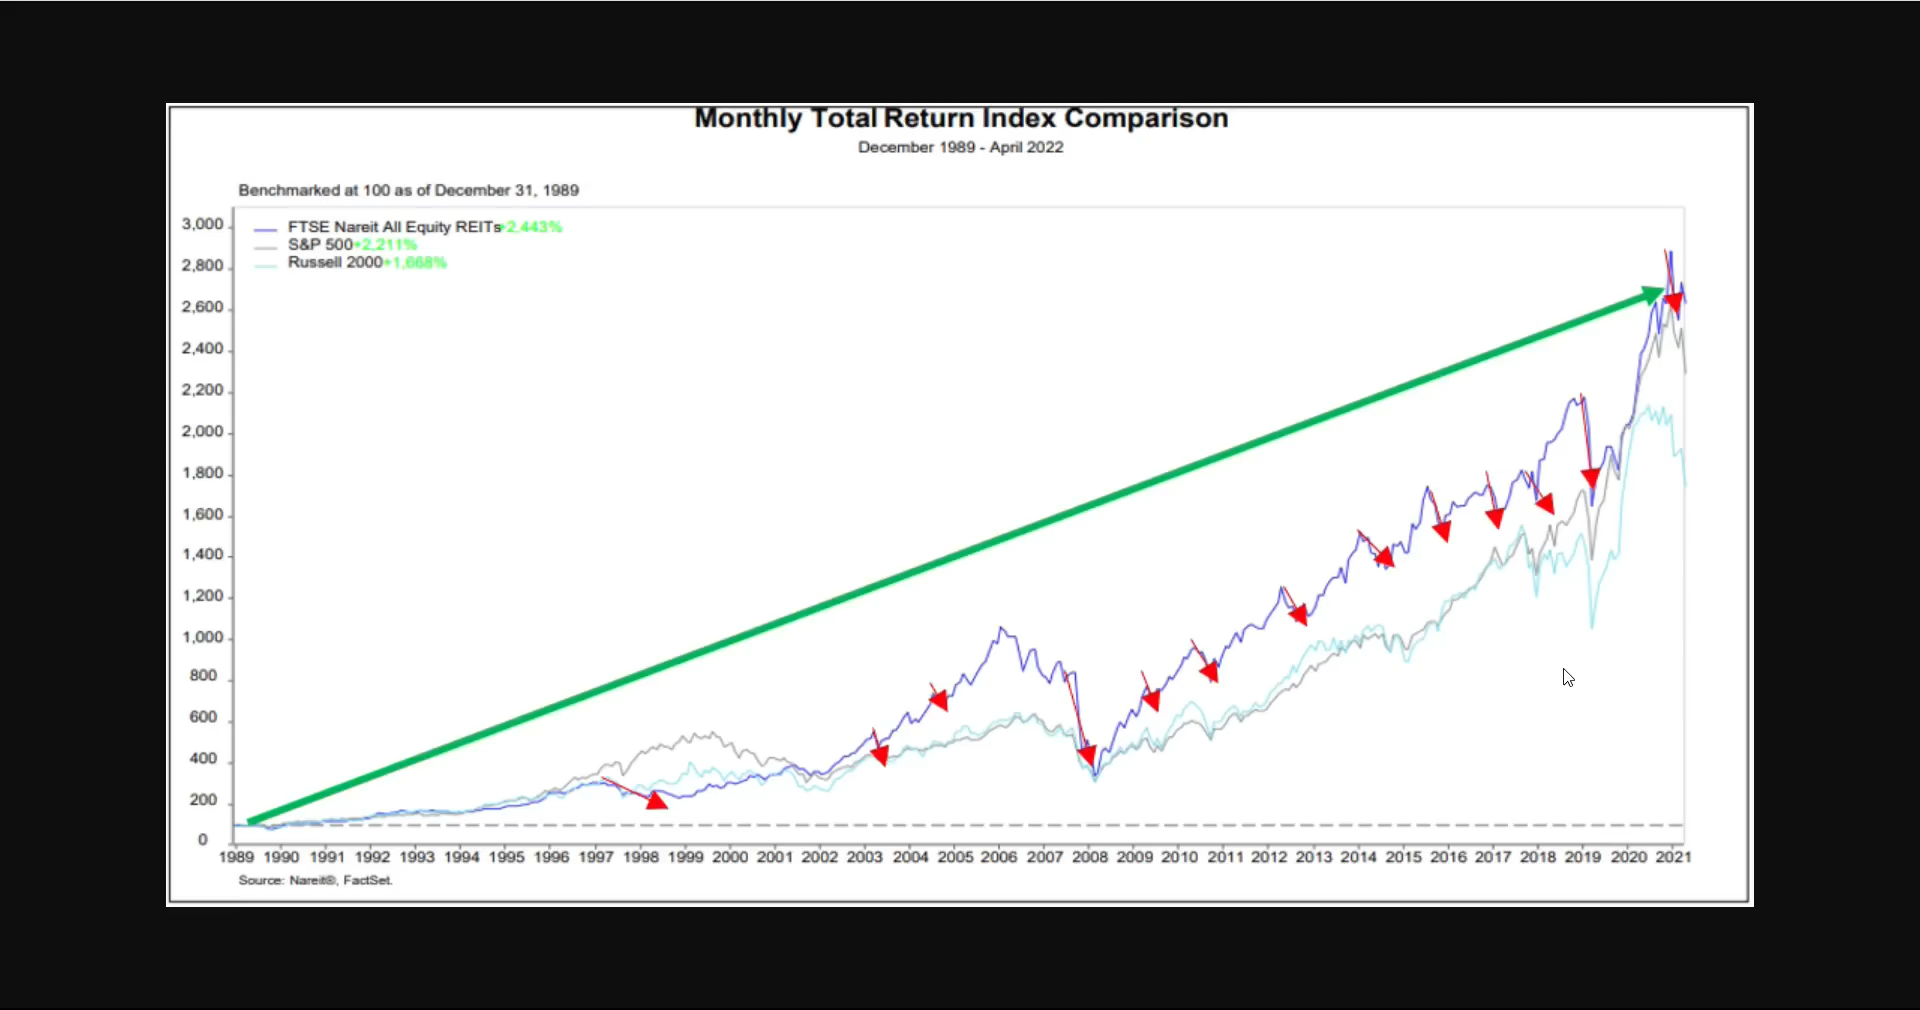 Monthly Total Return Index Comparison
December 1989 - April 2022
Benchmarked at 100 as of December 31, 1989
FTSE Nareit All Equity REITs+2,443%
S&P 500+2,211%
Russell 2000+1,668%
3,000
2,800
2,600
2,400
2,200
2,000
1,800
1,600
1,400
1,200
1,000
800
600
400
200
0
1989 1990 1991 1992 1993 1994 1995 1996 1997 1998 1999 2000 2001 2002 2003 2004 2005 2006 2007 2008 2009 2010 2011 2012 2013 2014 2015 2016 2017 2018 2019 2020 2021
Source: Nareit®, FactSet.